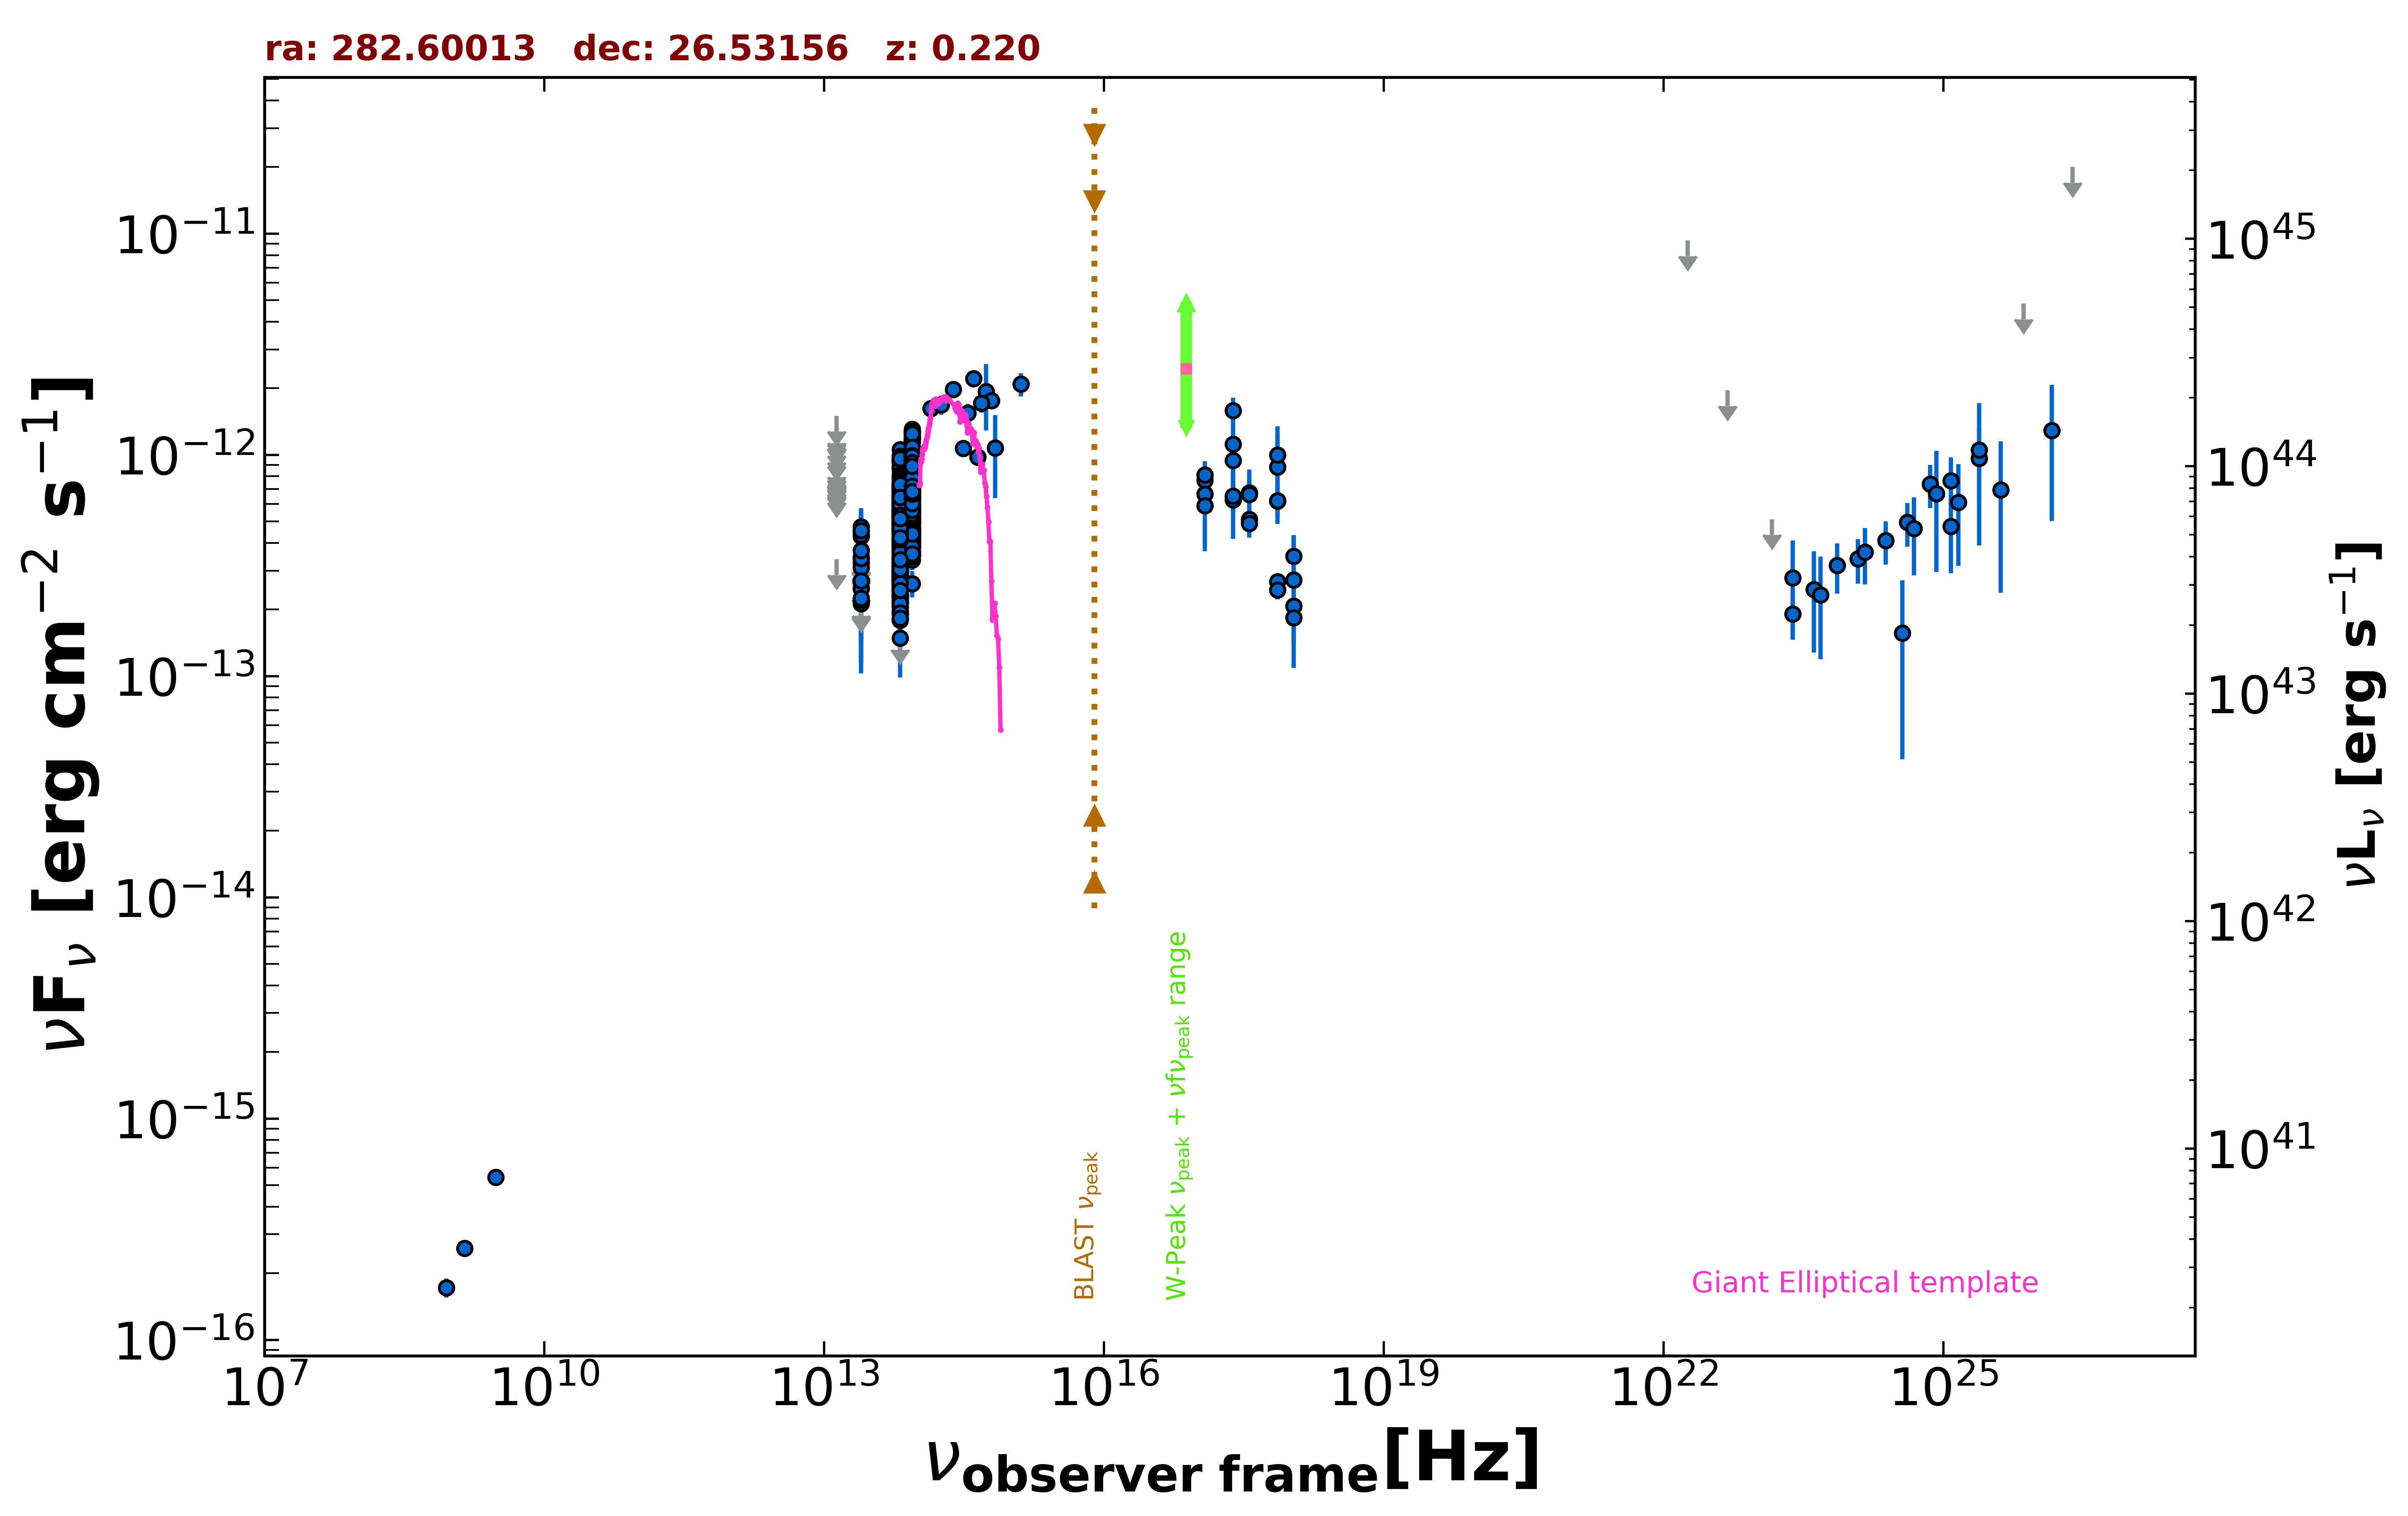 ra: 282.60013 dec: 26.53156 z: 0.220
νFν [erg cm⁻² s⁻¹]
10⁻¹¹
10⁻¹²
10⁻¹³
10⁻¹⁴
10⁻¹⁵
10⁻¹⁶
BLAST νpeak
W-Peak νpeak + νfνpeak range
Giant Elliptical template
10⁴⁵
10⁴⁴
10⁴³
10⁴²
10⁴¹
νLν [erg s⁻¹]
10⁷ 10¹⁰ 10¹³ 10¹⁶ 10¹⁹ 10²² 10²⁵
νobserver frame[Hz]